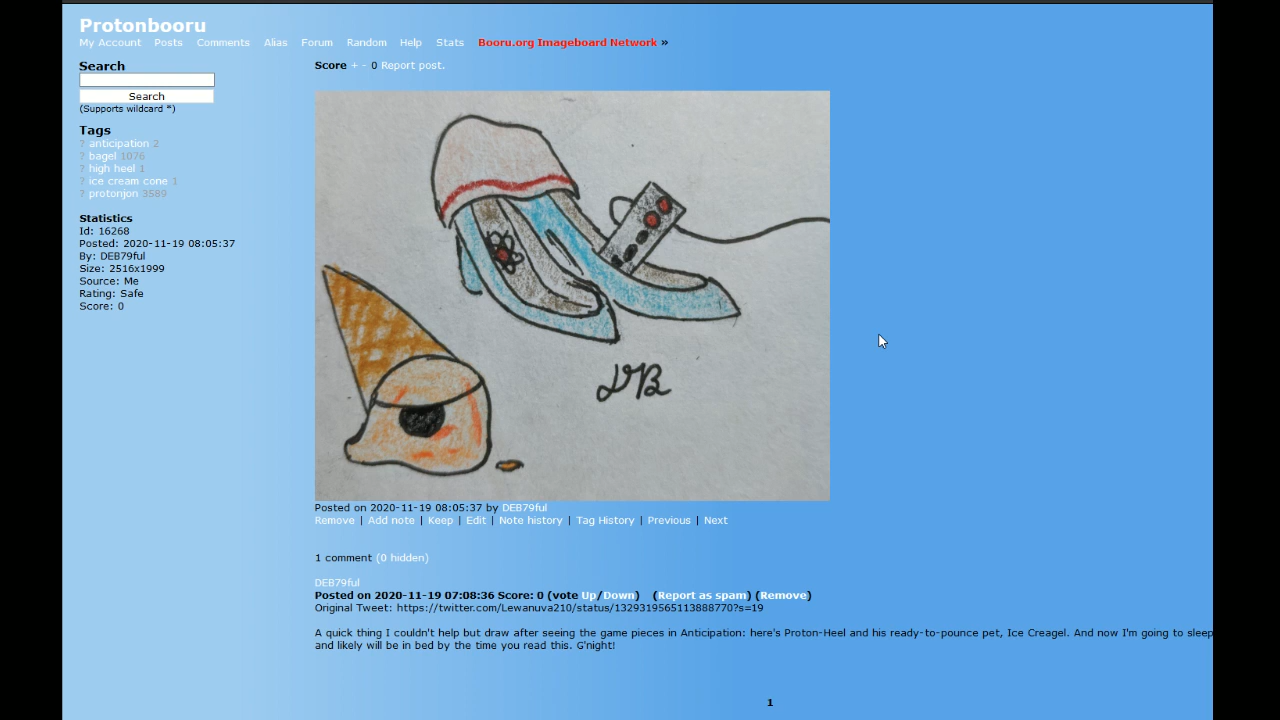 Protonbooru
My Account Posts Comments Alias Forum Random Help Stats Booru.org Imageboard Network »
Search
Search
(Supports wildcard *)
Tags
? anticipation 2
? bagel 1076
? high heel 1
? ice cream cone 1
? protonjon 3589
Statistics
Id: 16268
Posted: 2020-11-19 08:05:37
By: DEB79ful
Size: 2516x1999
Source: Me
Rating: Safe
Score: 0
Score + - 0 Report post.
DB
Posted on 2020-11-19 08:05:37 by DEB79ful
Remove | Add note | Keep | Edit | Note history | Tag History | Previous | Next
1 comment (0 hidden)
DEB79ful
Posted on 2020-11-19 07:08:36 Score: 0 (vote Up/Down) (Report as spam) (Remove)
Original Tweet: https://twitter.com/Lewanuva210/status/1329319565113888770?s=19
A quick thing I couldn't help but draw after seeing the game pieces in Anticipation: here's Proton-Heel and his ready-to-pounce pet, Ice Creagel. And now I'm going to sleep
and likely will be in bed by the time you read this. G'night!
1